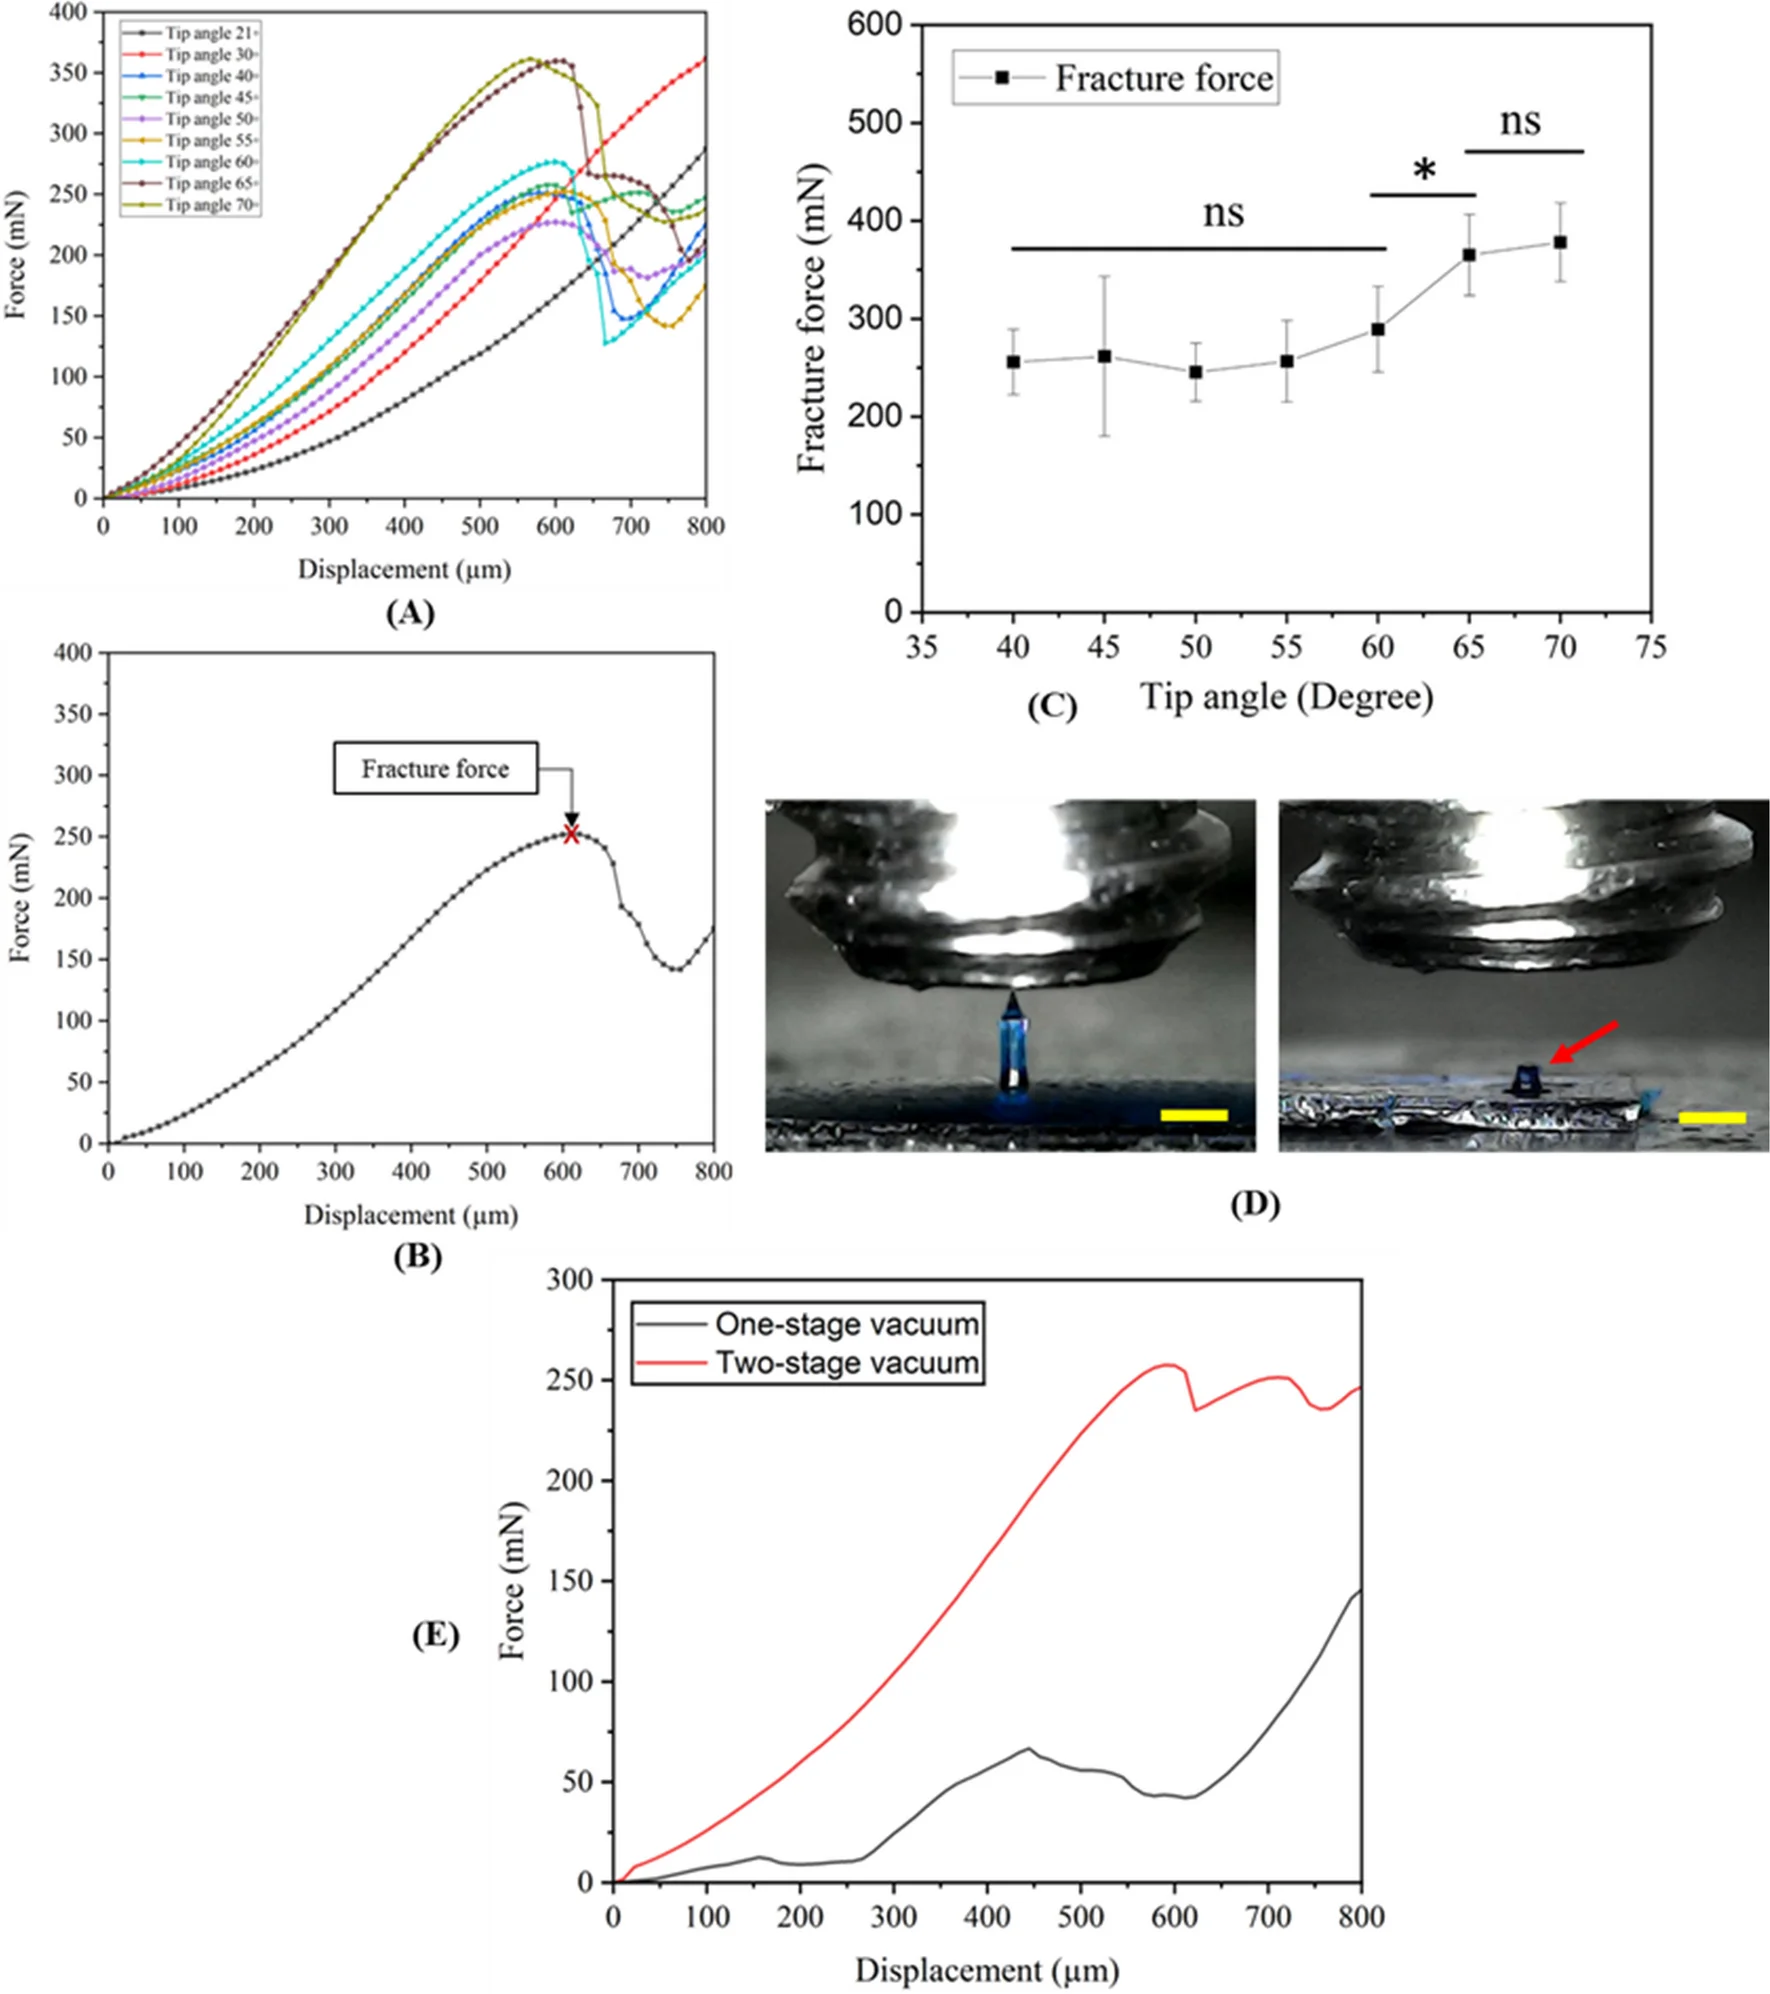 400
350
300
250
200
150
100
50
0
Tip angle 21°
Tip angle 30°
Tip angle 40°
Tip angle 45°
Tip angle 50°
Tip angle 55°
Tip angle 60°
Tip angle 65°
Tip angle 70°
Force (mN)
0 100 200 300 400 500 600 700 800
Displacement (µm)
(A)
600
500
400
300
200
100
0
Fracture force
ns
*
ns
Fracture force (mN)
35 40 45 50 55 60 65 70 75
Tip angle (Degree)
(C)
400
350
300
250
200
150
100
50
0
Fracture force
Force (mN)
0 100 200 300 400 500 600 700 800
Displacement (µm)
(B)
(D)
300
250
200
150
100
50
0
One-stage vacuum
Two-stage vacuum
Force (mN)
(E)
0 100 200 300 400 500 600 700 800
Displacement (µm)